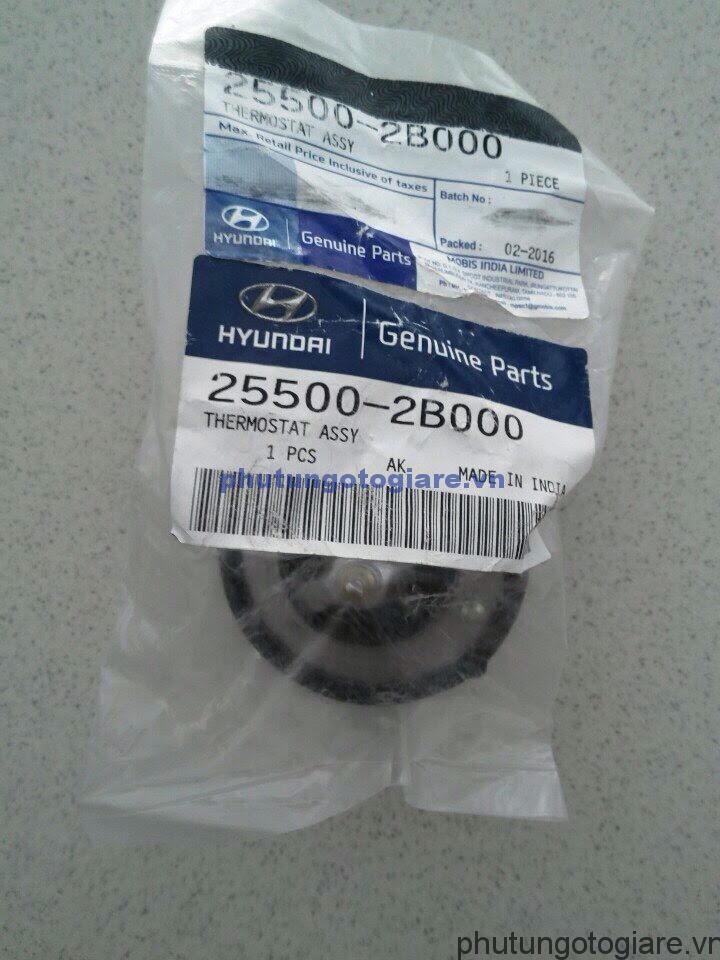 25500-2B000
THERMOSTAT ASSY
1 PIECE
Max. Retail Price Inclusive of taxes
Batch No :
Packed : 02-2016
HYUNDAI
Genuine Parts
MOBIS INDIA LIMITED
HYUNDAI
Genuine Parts
25500-2B000
THERMOSTAT ASSY
1 PCS
AK
MADE IN INDIA
phutungotogiare.vn
phutungotogiare.vn